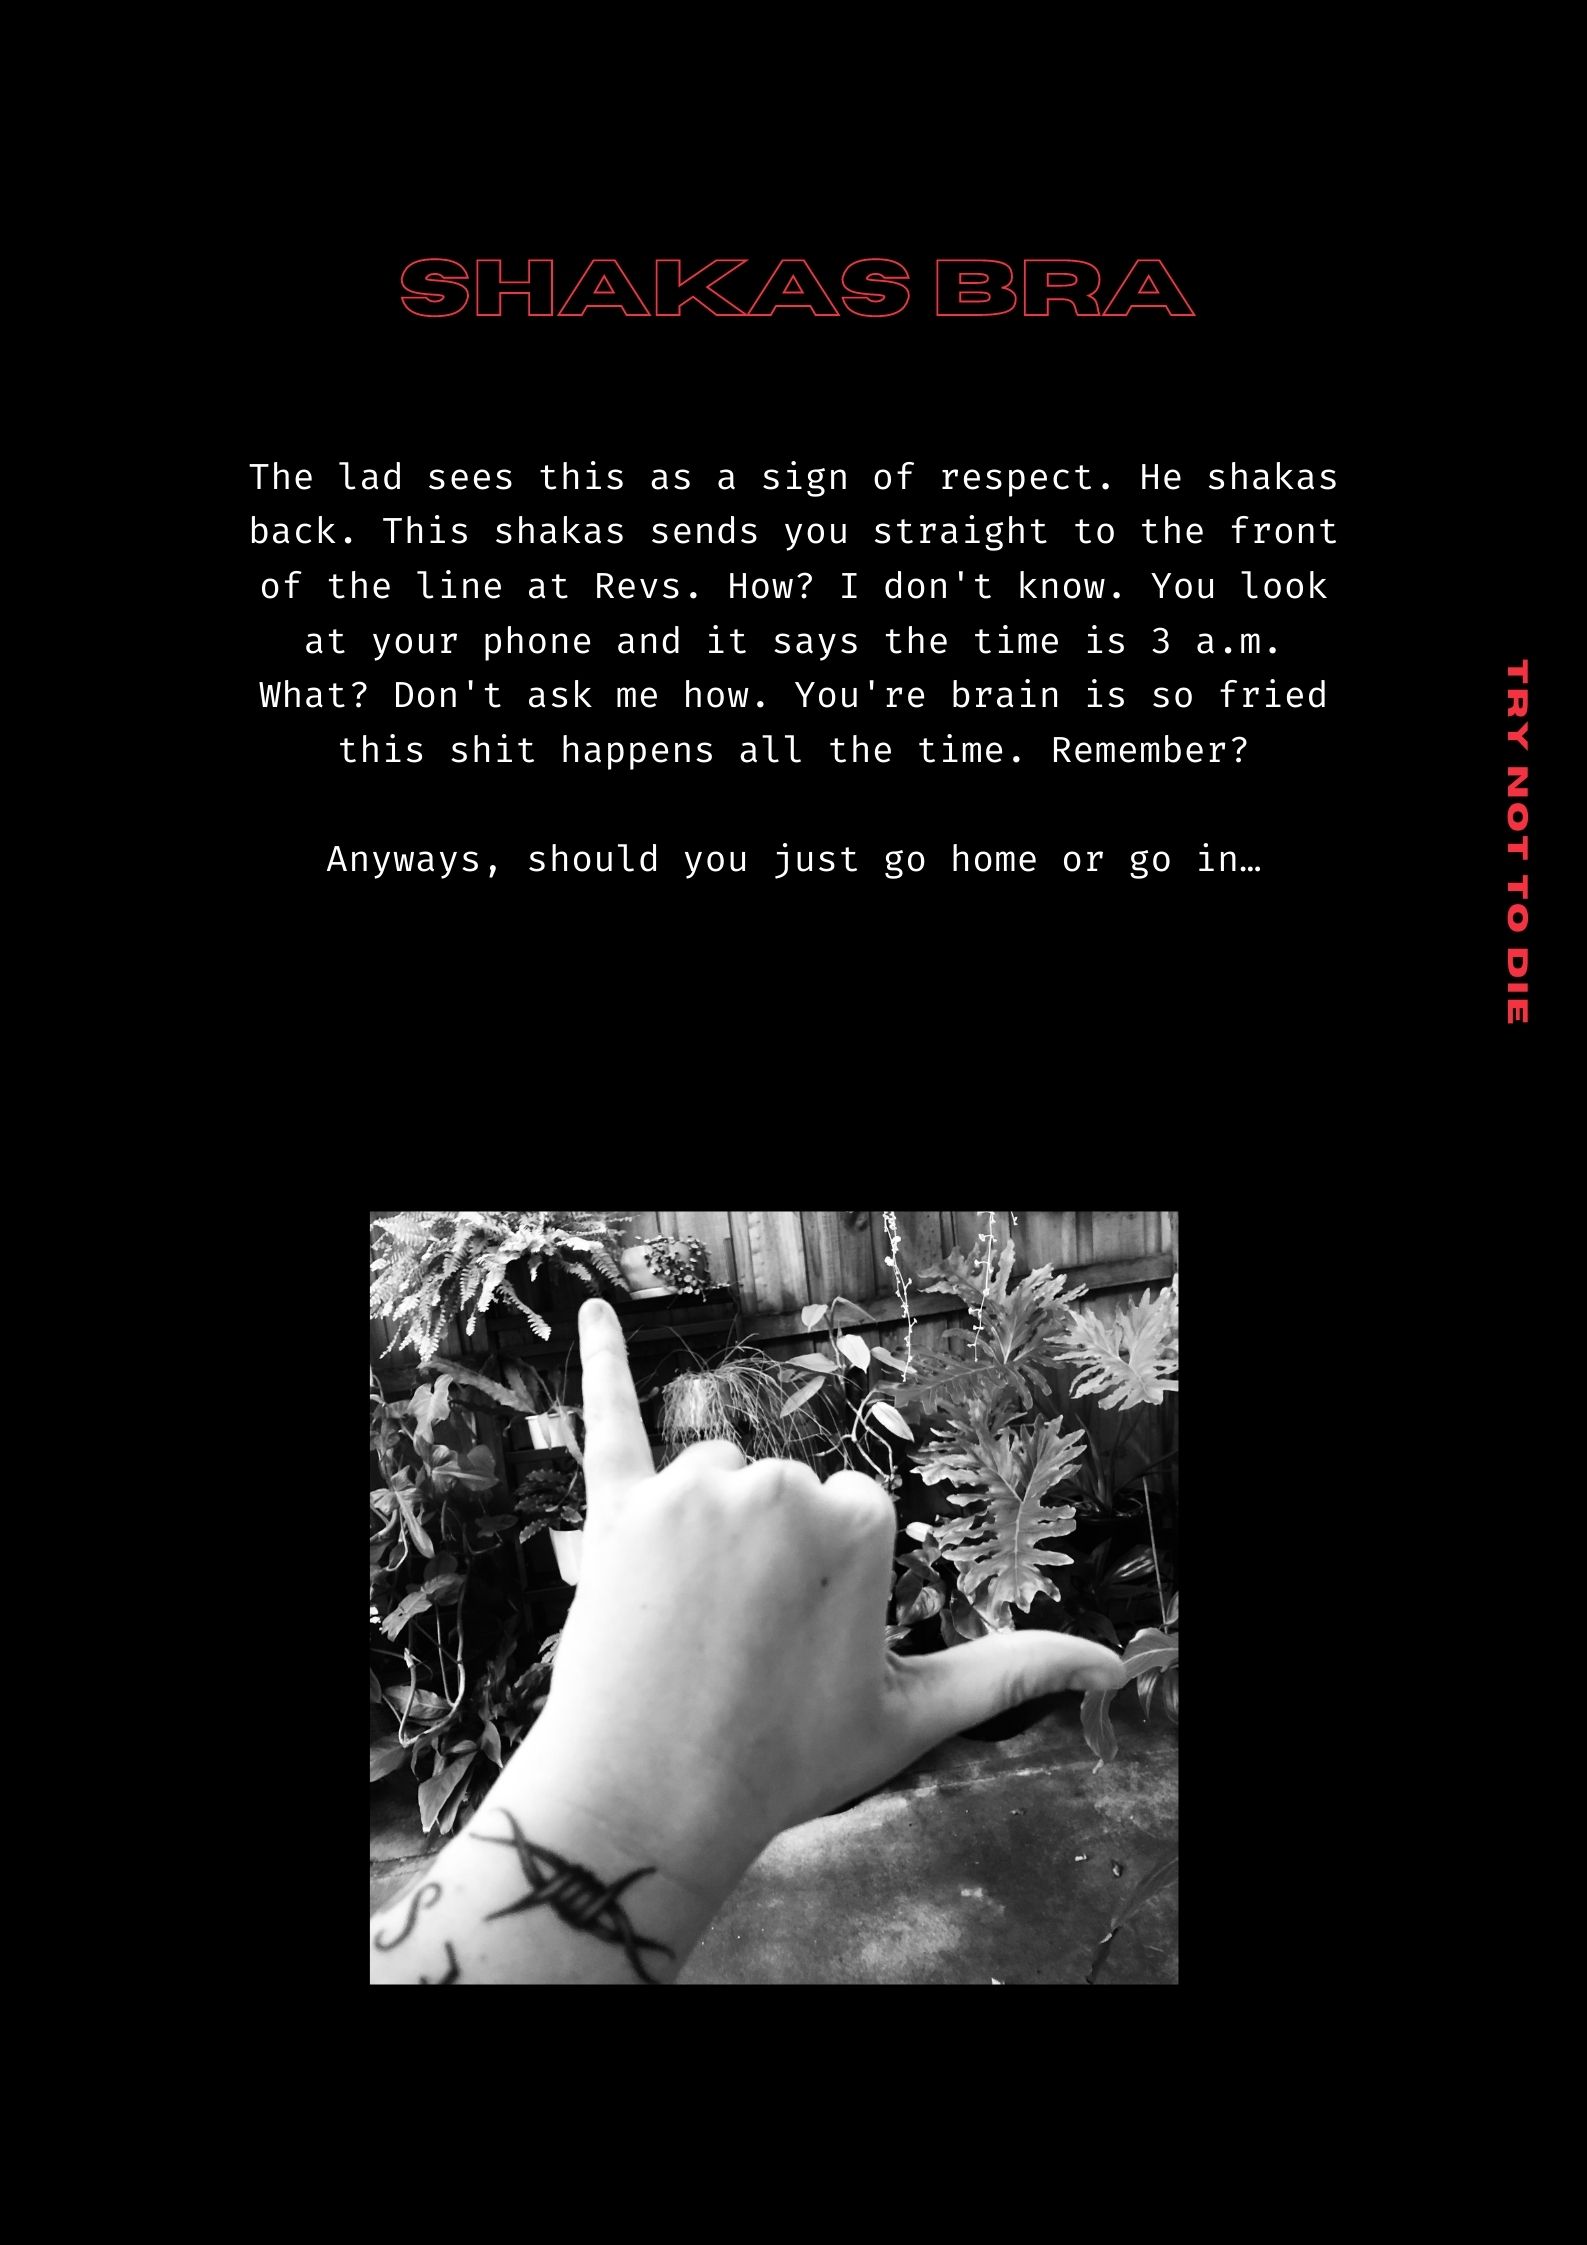 SHAKAS BRA
The lad sees this as a sign of respect. He shakas
back. This shakas sends you straight to the front
of the line at Revs. How? I don't know. You look
at your phone and it says the time is 3 a.m.
What? Don't ask me how. You're brain is so fried
this shit happens all the time. Remember?
Anyways, should you just go home or go in…
TRY NOT TO DIE